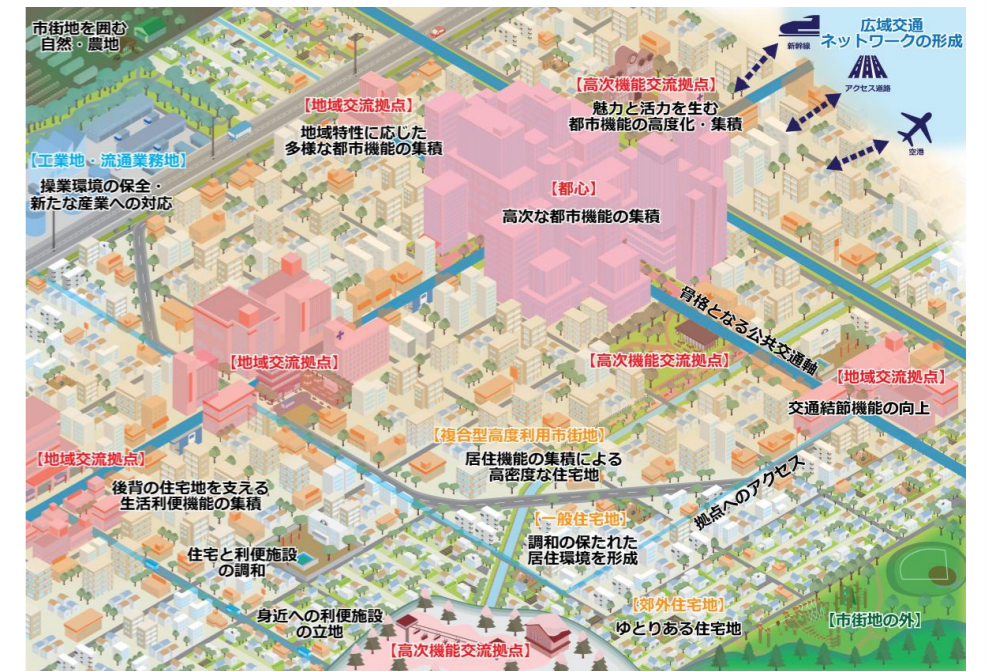 市街地を囲む
自然・農地
広域交通
ネットワークの形成
新幹線
アクセス道路
空港
【高次機能交流拠点】
魅力と活力を生む
都市機能の高度化・集積
【地域交流拠点】
地域特性に応じた
多様な都市機能の集積
【工業地・流通業務地】
操業環境の保全・
新たな産業への対応
【都心】
高次な都市機能の集積
骨格となる公共交通軸
【地域交流拠点】
【高次機能交流拠点】
【地域交流拠点】
交通結節機能の向上
【複合型高度利用市街地】
居住機能の集積による
高密度な住宅地
【地域交流拠点】
後背の住宅地を支える
生活利便機能の集積
拠点へのアクセス
【一般住宅地】
調和の保たれた
居住環境を形成
住宅と利便施設
の調和
身近への利便施設
の立地
【郊外住宅地】
ゆとりある住宅地
【市街地の外】
【高次機能交流拠点】